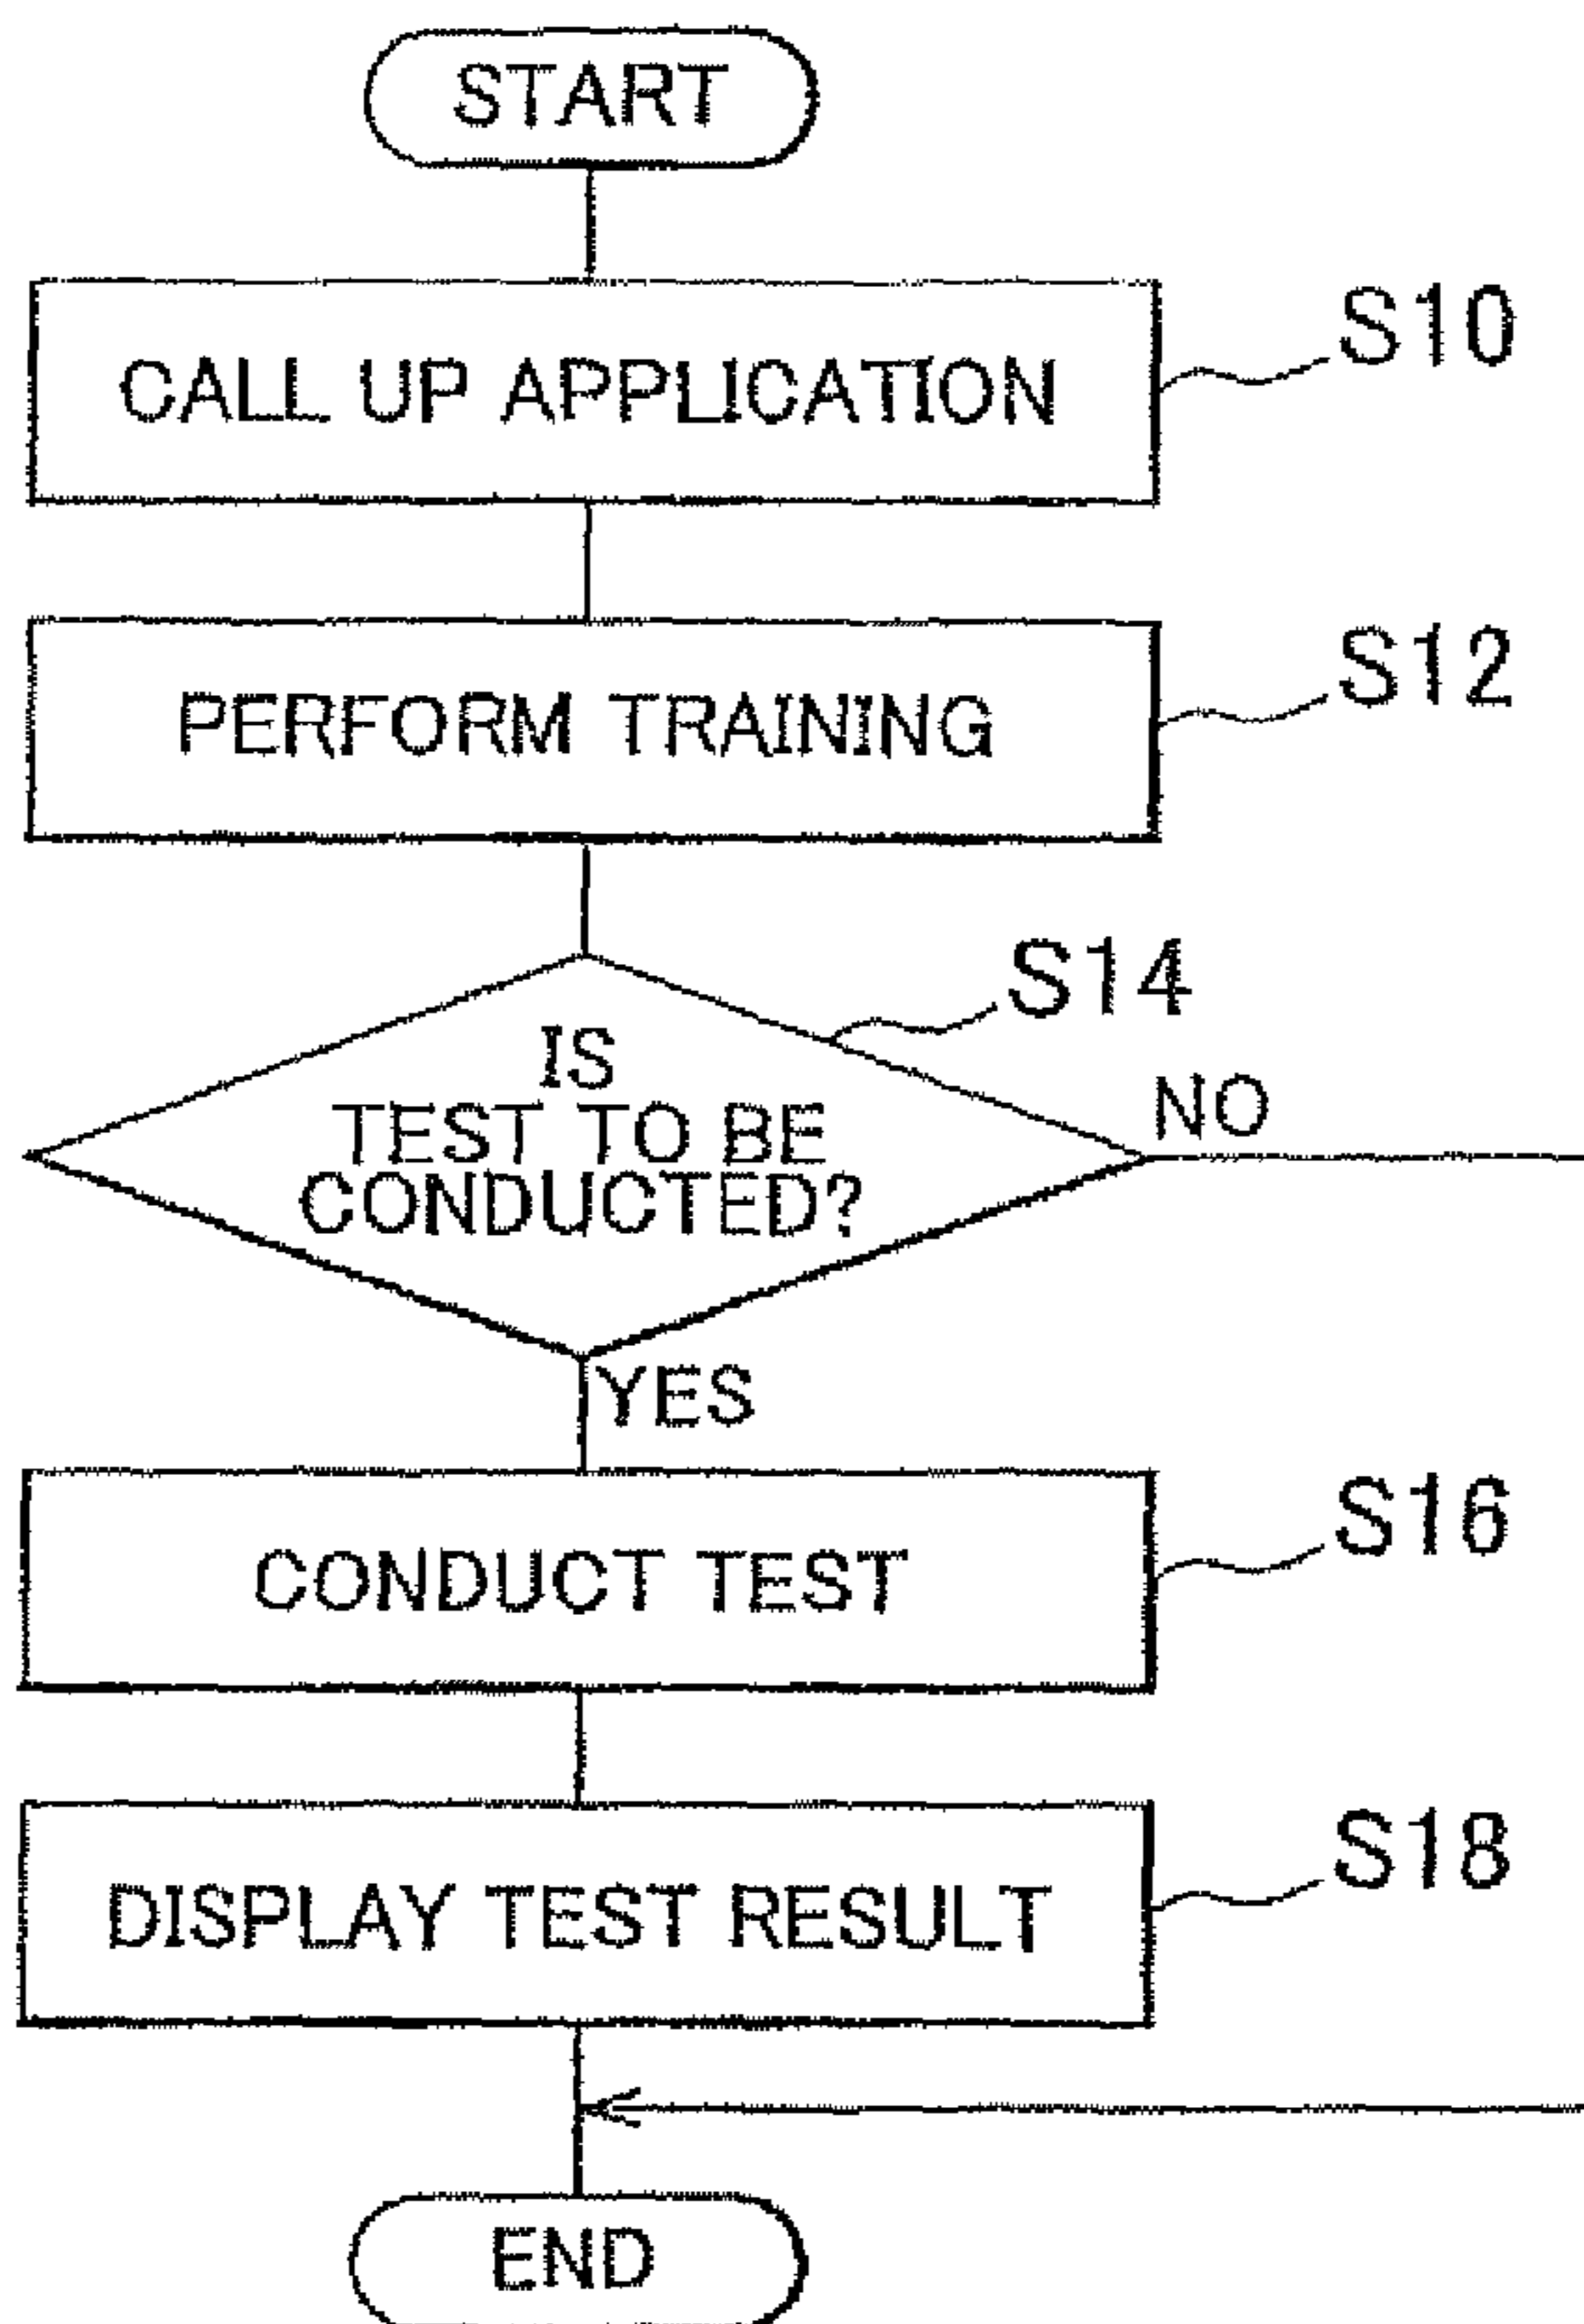 START
CALL UP APPLICATION
S10
PERFORM TRAINING
S12
S14
IS
TEST TO BE
CONDUCTED?
NO
YES
CONDUCT TEST
S16
DISPLAY TEST RESULT
S18
END